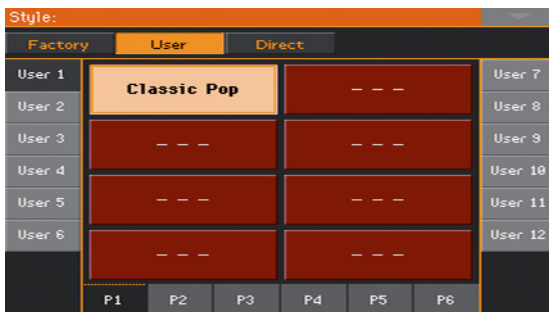 Style:
Factory User Direct
User 1 Classic Pop - - - User 7
User 2 User 8
User 3 - - - - - - User 9
User 4 User 10
User 5 - - - - - - User 11
User 6 User 12
- - - - - -
P1 P2 P3 P4 P5 P6